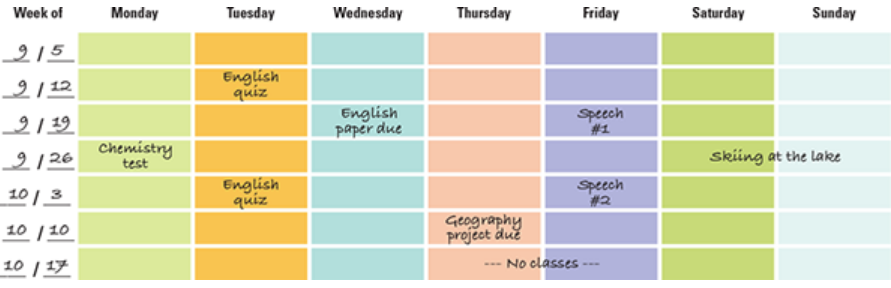 Week of Monday Tuesday Wednesday Thursday Friday Saturday Sunday
9 / 5
9 / 12 English quiz
9 / 19 English paper due Speech #1
9 / 26 Chemistry test Skiing at the lake
10 / 3 English quiz Speech #2
10 / 10 Geography project due
10 / 17 --- No classes ---